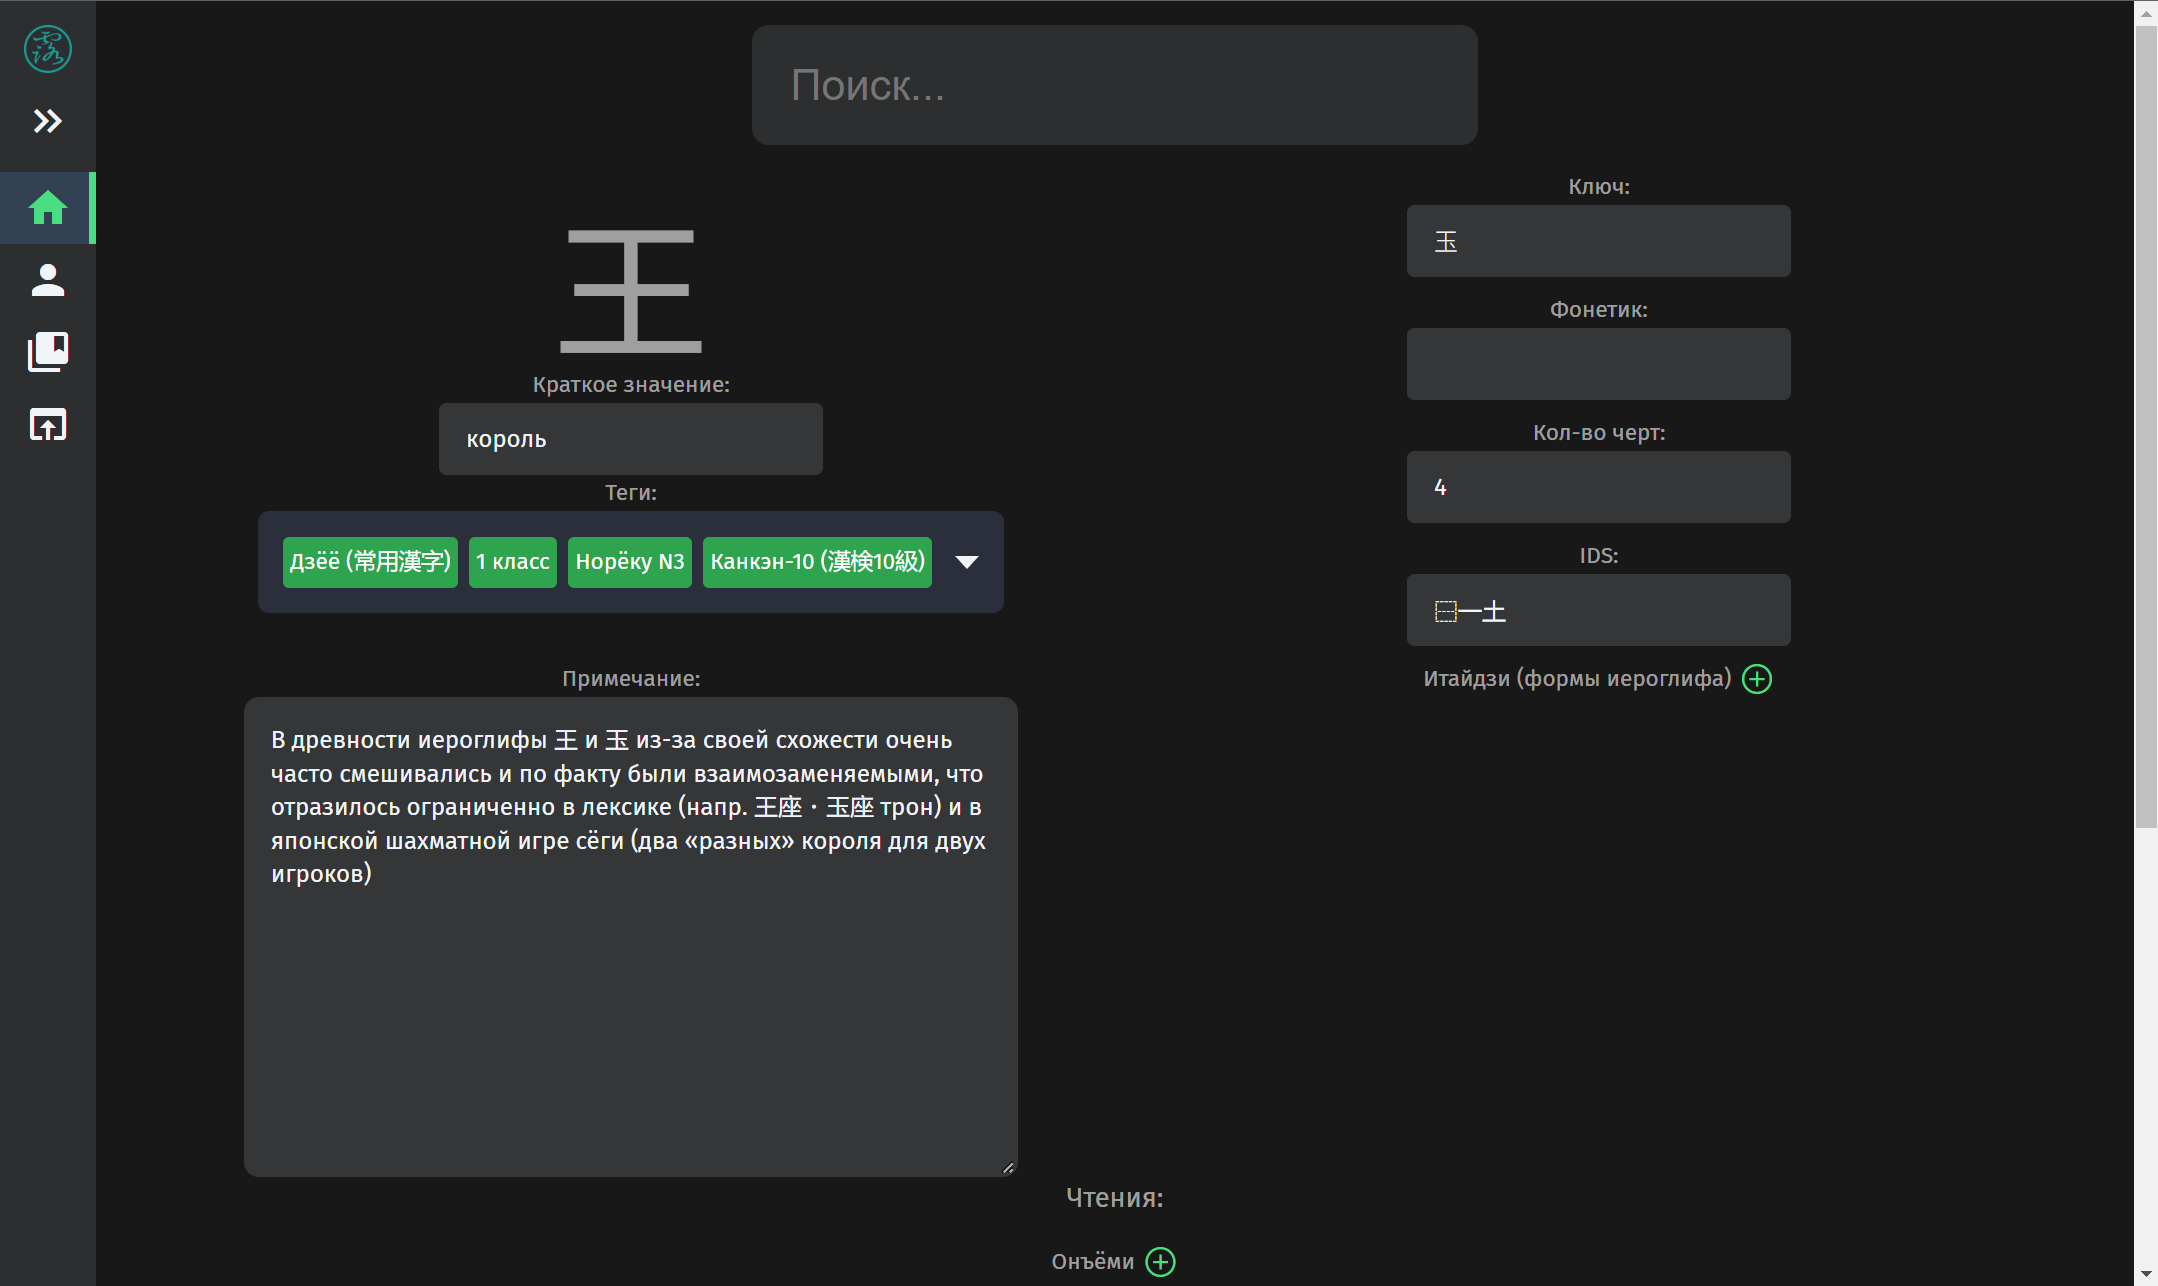 露
Поиск...
王
Краткое значение:
король
Теги:
Дзёё (常用漢字) 1 класс Норёку N3 Канкэн-10 (漢検10級)
Примечание:
В древности иероглифы 王 и 玉 из-за своей схожести очень
часто смешивались и по факту были взаимозаменяемыми, что
отразилось ограниченно в лексике (напр. 王座・玉座 трон) и в
японской шахматной игре сёги (два «разных» короля для двух
игроков)
Ключ:
玉
Фонетик:
Кол-во черт:
4
IDS:
⿱一土
Итайдзи (формы иероглифа)
Чтения:
Онъёми